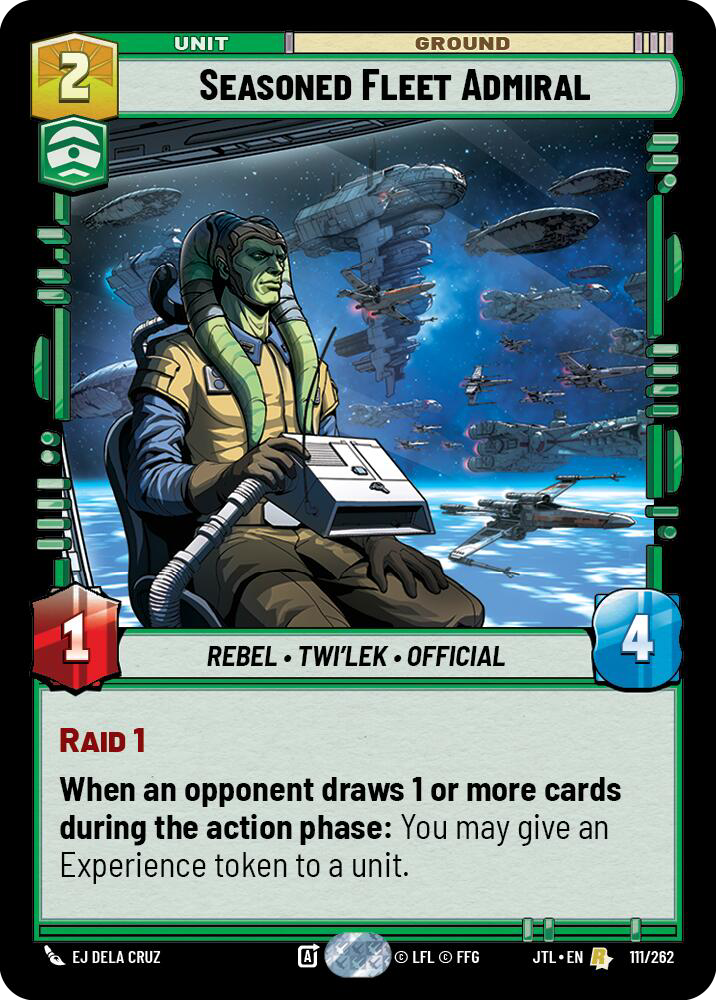 UNIT
GROUND
2
SEASONED FLEET ADMIRAL
1
4
REBEL • TWI'LEK • OFFICIAL
RAID 1
When an opponent draws 1 or more cards
during the action phase: You may give an
Experience token to a unit.
EJ DELA CRUZ
A
© LFL © FFG
JTL • EN
R
111/262